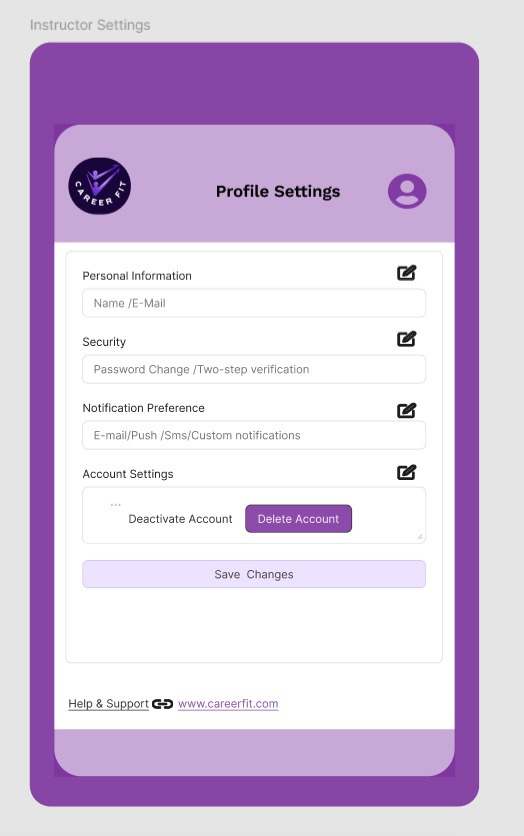 Instructor Settings
CAREER FIT
Profile Settings
Personal Information
Name /E-Mail
Security
Password Change /Two-step verification
Notification Preference
E-mail/Push /Sms/Custom notifications
Account Settings
...
Deactivate Account Delete Account
Save Changes
Help & Support www.careerfit.com